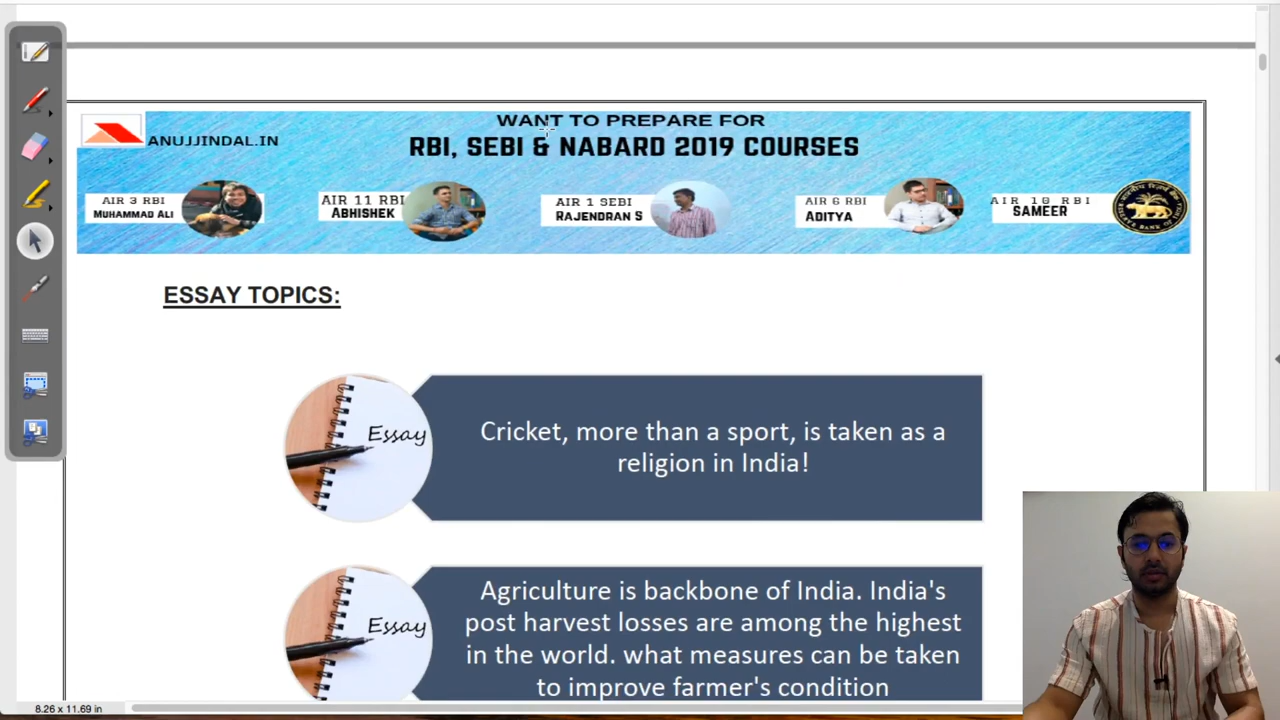 WANT TO PREPARE FOR
ANUJJINDAL.IN
RBI, SEBI & NABARD 2019 COURSES
AIR 3 RBI
MUHAMMAD ALI
AIR 11 RBI
ABHISHEK
AIR 1 SEBI
RAJENDRAN S
AIR 6 RBI
ADITYA
AIR 10 RBI
SAMEER
ESSAY TOPICS:
Essay
Cricket, more than a sport, is taken as a
religion in India!
Essay
Agriculture is backbone of India. India's
post harvest losses are among the highest
in the world. what measures can be taken
to improve farmer's condition
8.26 x 11.69 in